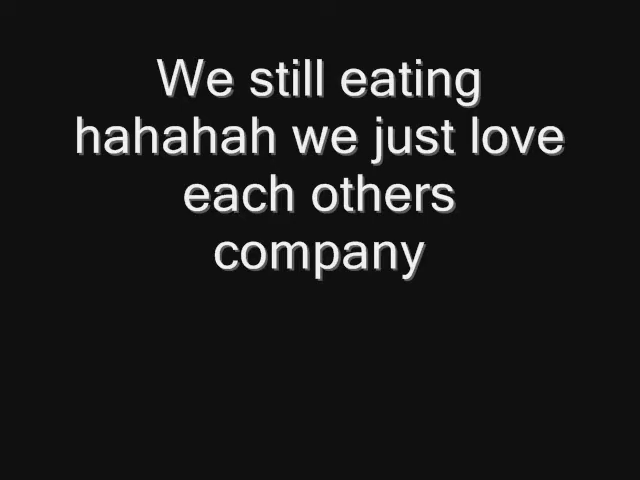 We still eating
hahahah we just love
each others
company